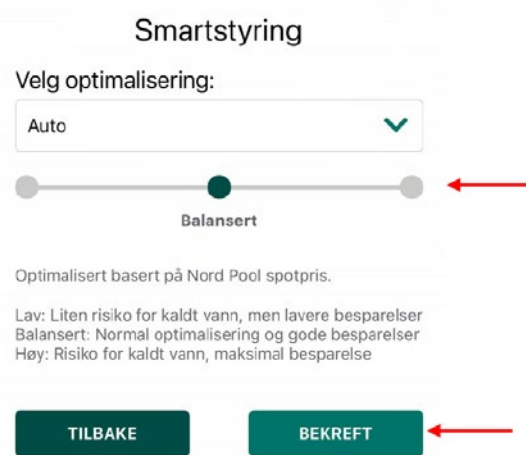 Smartstyring
Velg optimalisering:
Auto
Balansert
Optimalisert basert på Nord Pool spotpris.
Lav: Liten risiko for kaldt vann, men lavere besparelser
Balansert: Normal optimalisering og gode besparelser
Høy: Risiko for kaldt vann, maksimal besparelse
TILBAKE
BEKREFT